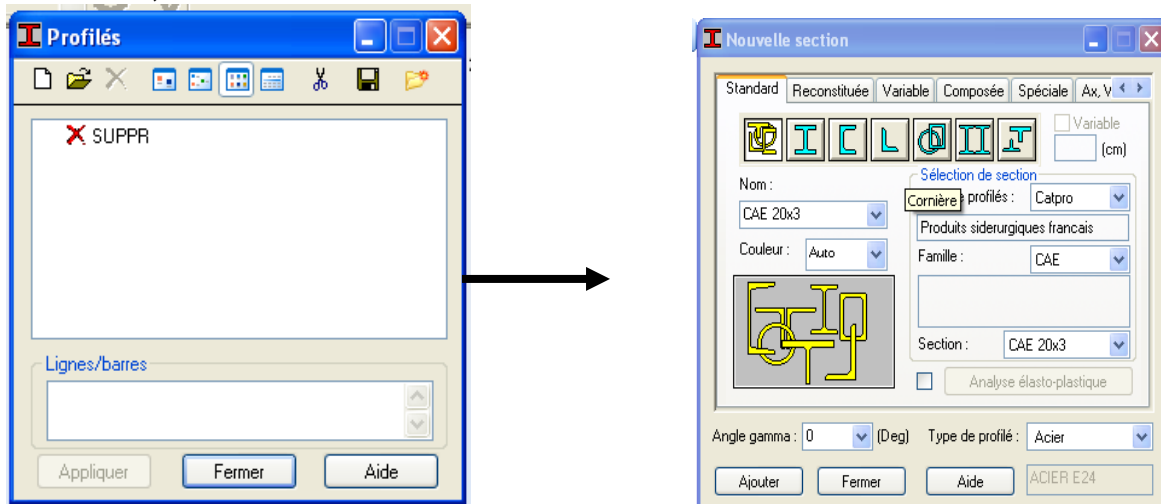 Profilés
SUPPR
Lignes/barres
Appliquer
Fermer
Aide
Nouvelle section
Standard
Reconstituée
Variable
Composée
Spéciale
Ax, V
Variable
(cm)
Nom :
CAE 20x3
Couleur :
Auto
Sélection de section
Cornière
profilés :
Catpro
Produits siderurgiques francais
Famille :
CAE
Section :
CAE 20x3
Analyse élasto-plastique
Angle gamma :
0
(Deg)
Type de profilé :
Acier
Ajouter
Fermer
Aide
ACIER E24